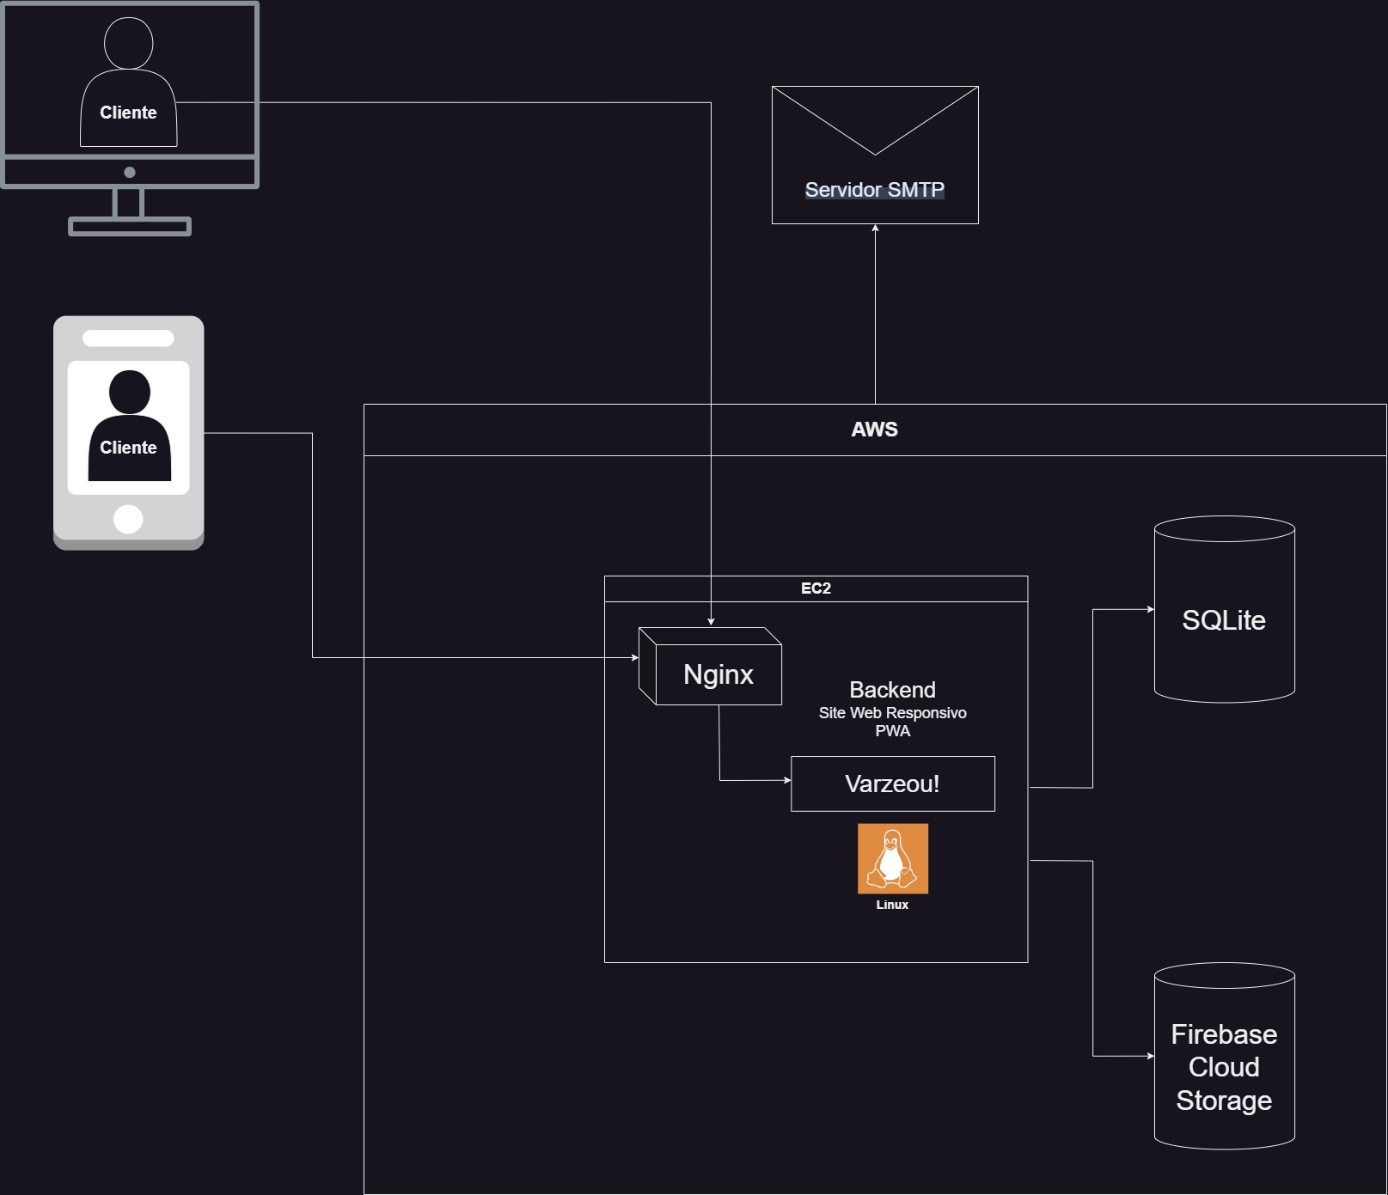 Cliente
Servidor SMTP
Cliente
AWS
EC2
SQLite
Nginx
Backend
Site Web Responsivo
PWA
Varzeou!
Linux
Firebase
Cloud
Storage